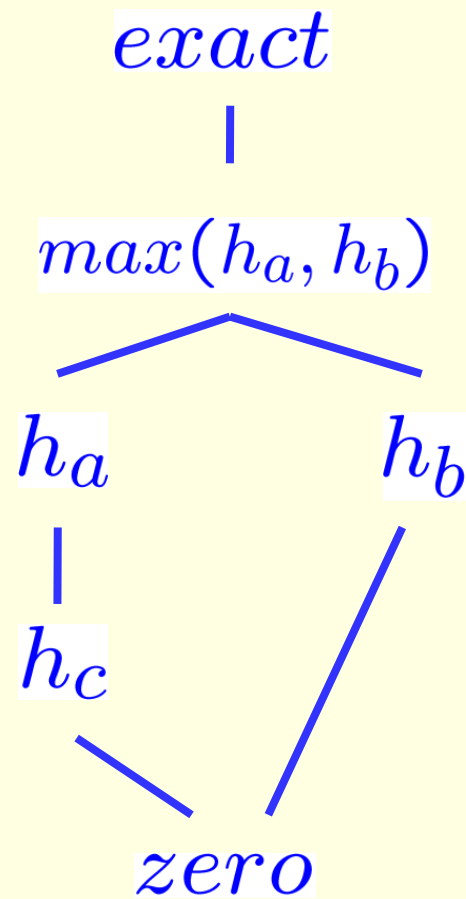 exact
max(h_a, h_b)
h_a h_b
h_c
zero